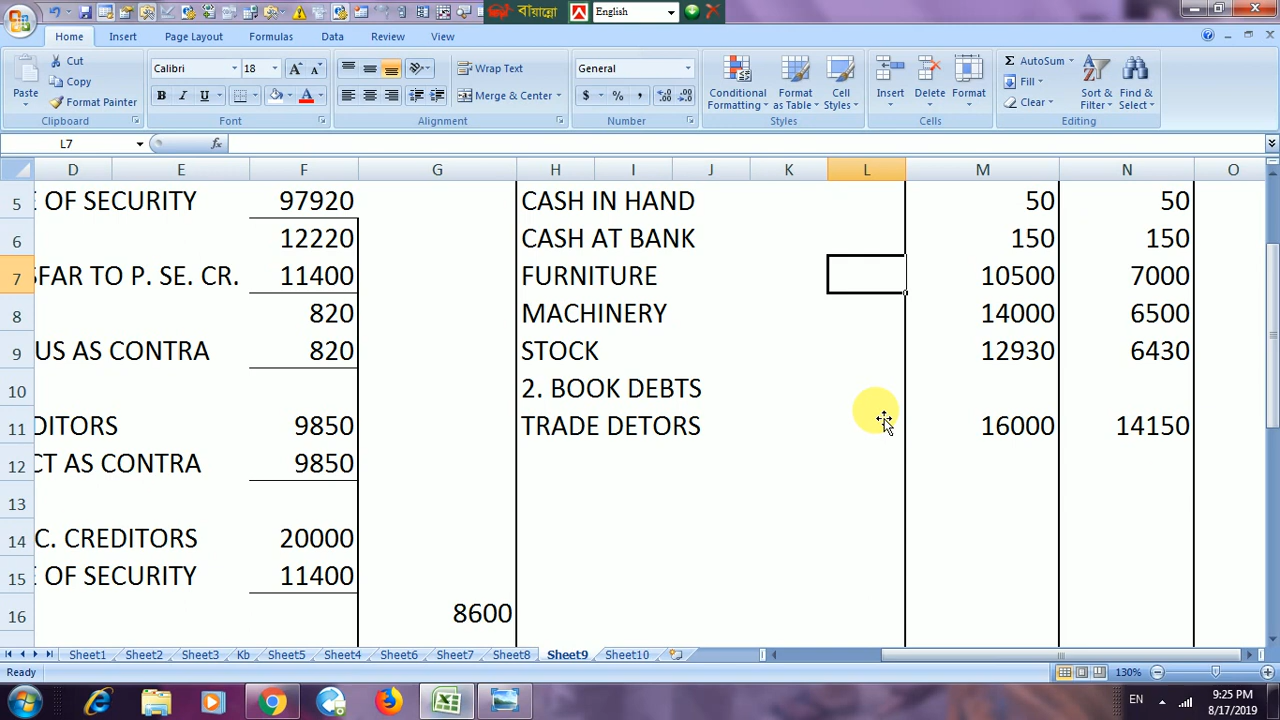 বায়ান্নো English
Home Insert Page Layout Formulas Data Review View
Paste Cut Copy Format Painter Clipboard
Calibri 18 A A B I U A Font
Wrap Text Merge & Center Alignment
General $ % , Number
Conditional Formatting Format as Table Cell Styles Styles
Insert Delete Format Cells
Σ AutoSum Fill Clear Sort & Filter Find & Select Editing
L7 fx
D E F G H I J K L M N O
5 E OF SECURITY 97920 CASH IN HAND 50 50
6 12220 CASH AT BANK 150 150
7 SFAR TO P. SE. CR. 11400 FURNITURE 10500 7000
8 820 MACHINERY 14000 6500
9 US AS CONTRA 820 STOCK 12930 6430
10 2. BOOK DEBTS
11 DITORS 9850 TRADE DETORS 16000 14150
12 CT AS CONTRA 9850
13
14 C. CREDITORS 20000
15 E OF SECURITY 11400
16 8600
Sheet1 Sheet2 Sheet3 Kb Sheet5 Sheet4 Sheet6 Sheet7 Sheet8 Sheet9 Sheet10
Ready 130%
EN 9:25 PM
8/17/2019